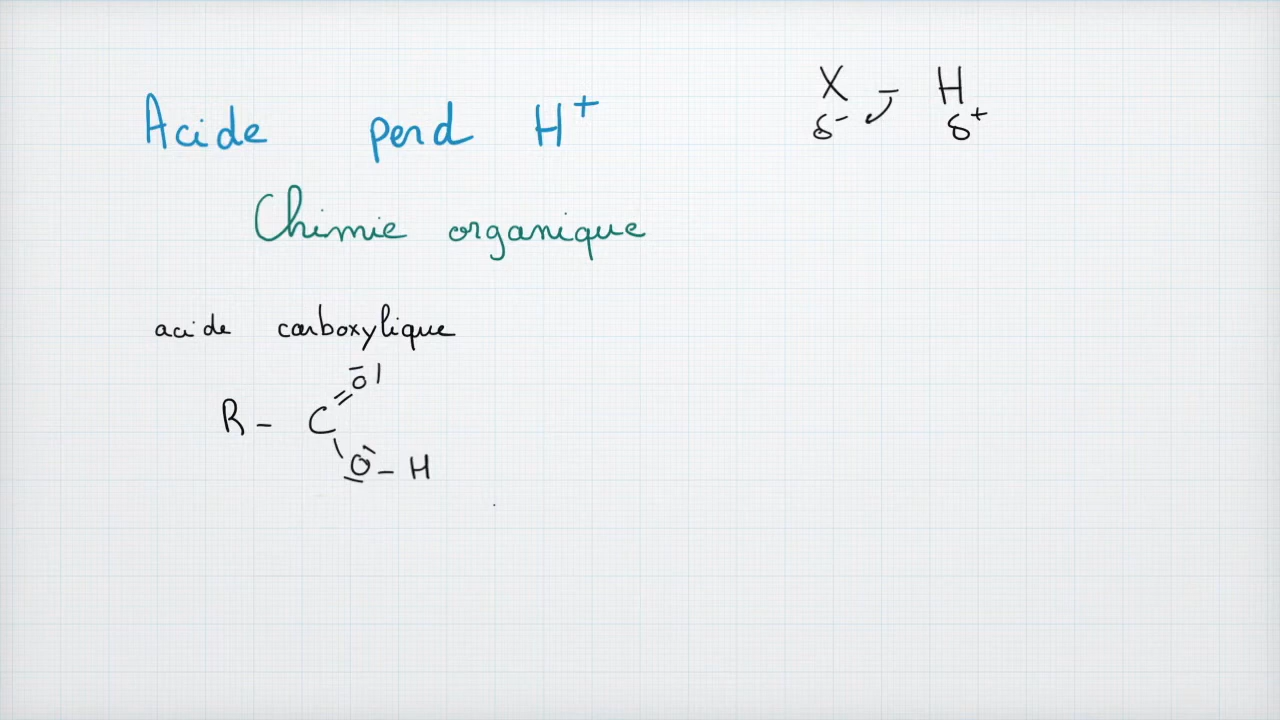 Acide perd H⁺
X – H
δ⁻ δ⁺
Chimie organique
acide carboxylique
O
R – C
O – H